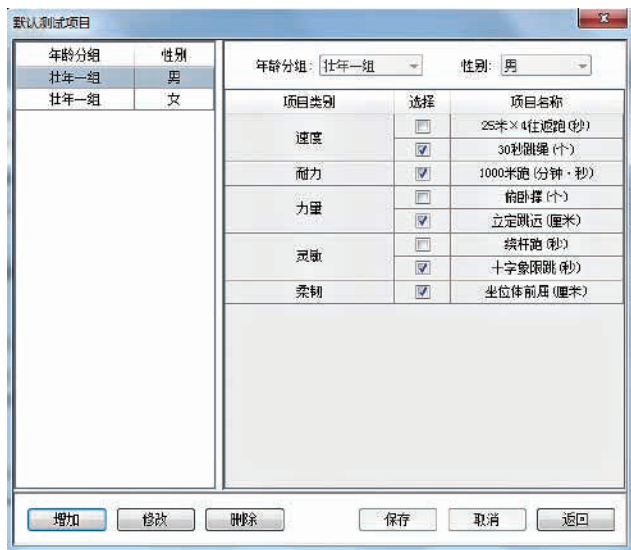 默认测试项目
年龄分组 性别
壮年一组 男
壮年一组 女
年龄分组: 壮年一组 性别: 男
项目类别 选择 项目名称
速度
25米×4往返跑(秒)
30秒跳绳(个)
耐力 1000米跑(分钟·秒)
力量
俯卧撑(个)
立定跳远(厘米)
灵敏
绕杆跑(秒)
十字象限跳(秒)
柔韧 坐位体前屈(厘米)
增加 修改 删除 保存 取消 返回